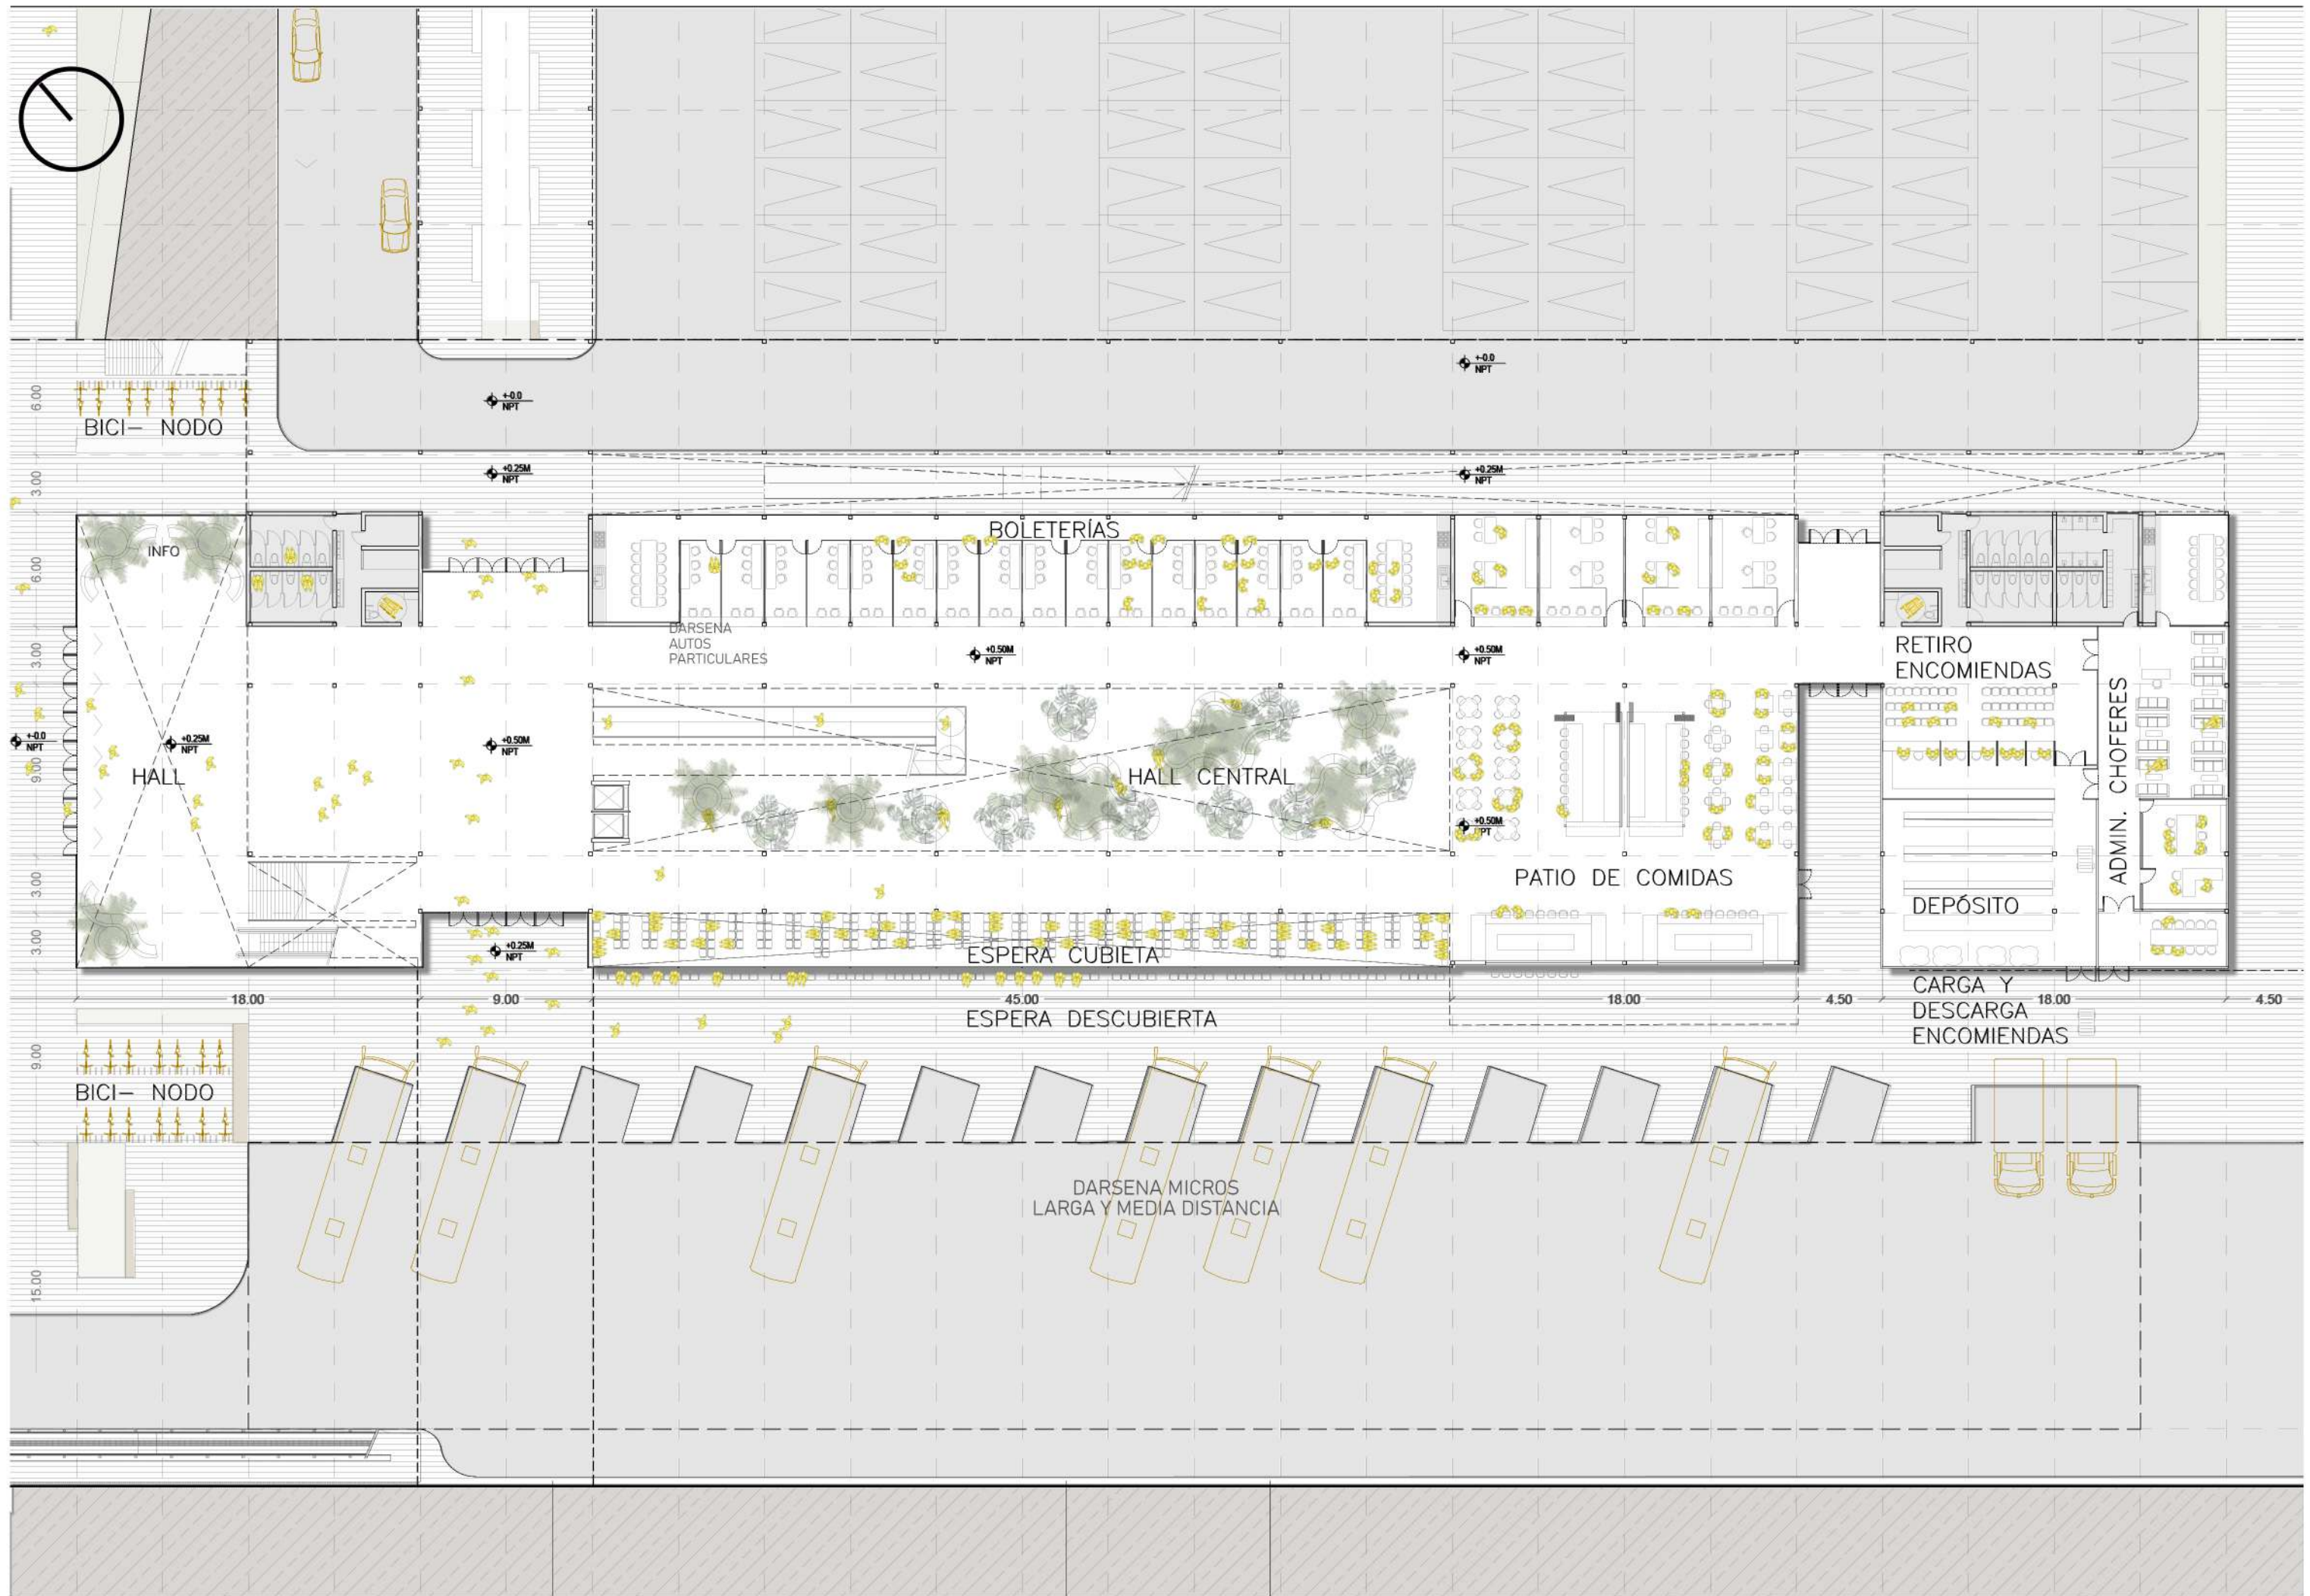 +-0.0
NPT
6.00
+-0.0
NPT
BICI- NODO
3.00
+0.25M
NPT
+0.25M
NPT
BOLETERÍAS
INFO
6.00
DARSENA
AUTOS
PARTICULARES
3.00
+0.50M
NPT
+0.50M
NPT
RETIRO
ENCOMIENDAS
+-0.0
NPT
+0.25M
NPT
+0.50M
NPT
9.00
HALL
HALL CENTRAL
ADMIN. CHOFERES
+0.50M
NPT
3.00
PATIO DE COMIDAS
DEPÓSITO
3.00
+0.25M
NPT
ESPERA CUBIETA
18.00
9.00
45.00
18.00
4.50
18.00
4.50
CARGA Y
DESCARGA
ENCOMIENDAS
ESPERA DESCUBIERTA
9.00
BICI- NODO
DARSENA MICROS
LARGA Y MEDIA DISTANCIA
15.00